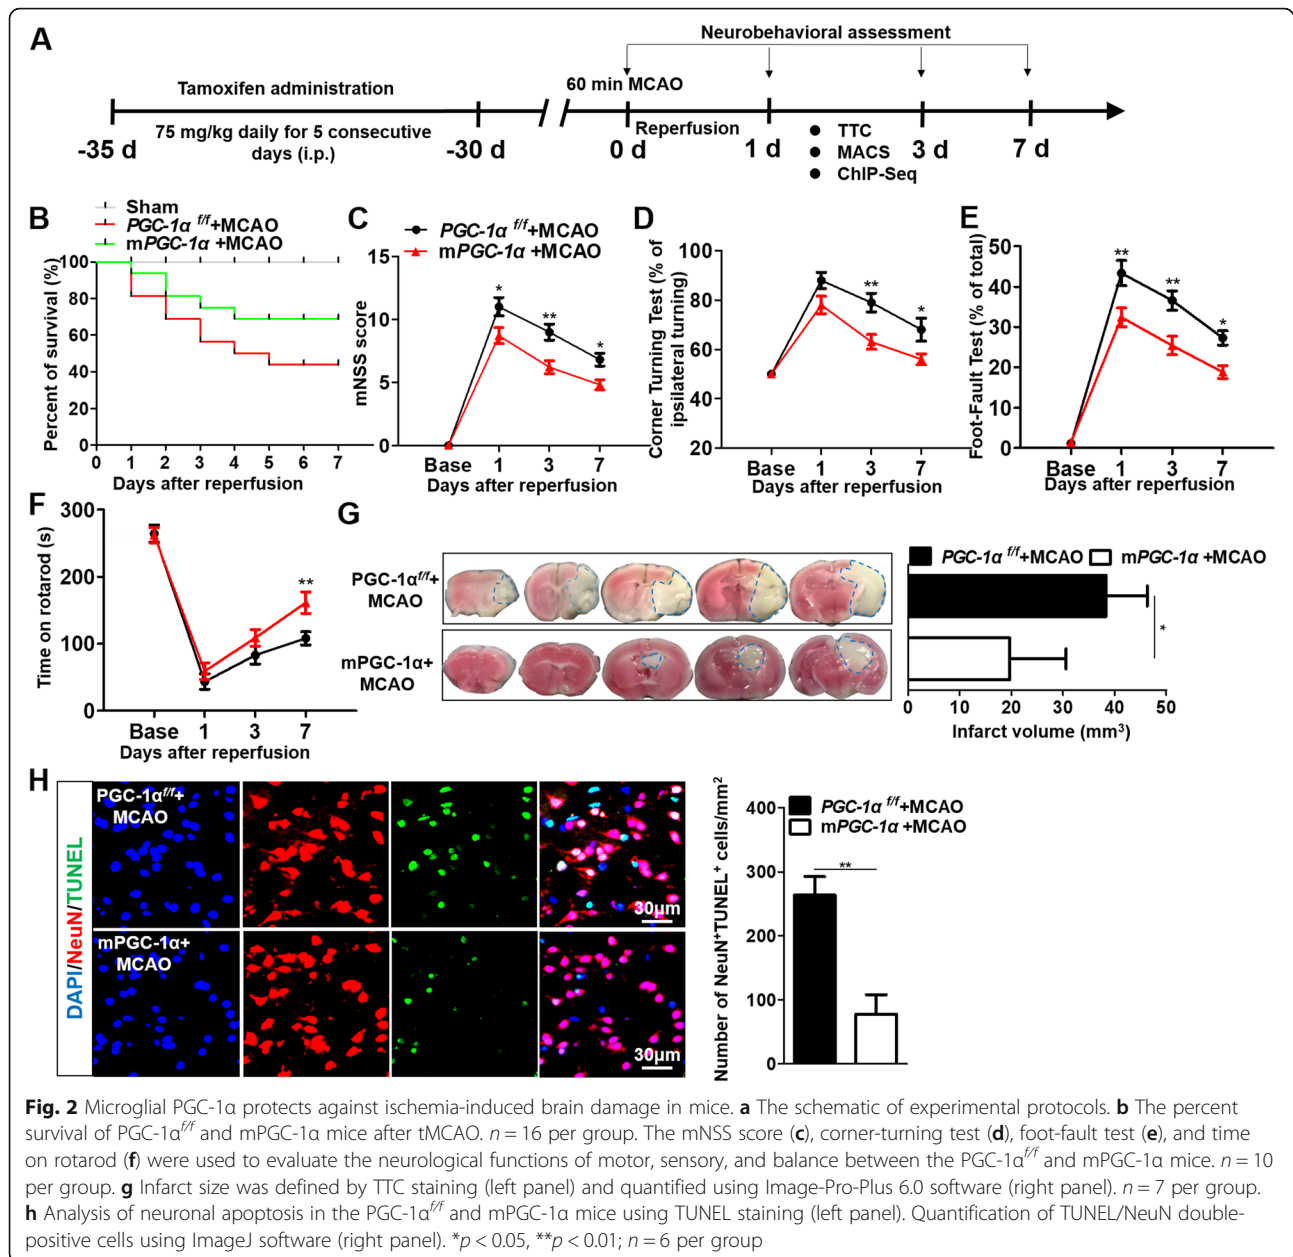 A
Neurobehavioral assessment
Tamoxifen administration
60 min MCAO
75 mg/kg daily for 5 consecutive
days (i.p.)
Reperfusion
-35 d
-30 d
0 d
1 d
3 d
7 d
TTC
MACS
ChIP-Seq
B
Sham
PGC-1α f/f+MCAO
mPGC-1α +MCAO
Percent of survival (%)
100
80
60
40
20
0
0 1 2 3 4 5 6 7
Days after reperfusion
C
PGC-1α f/f+MCAO
mPGC-1α +MCAO
mNSS score
15
10
5
0
*
**
*
Base 1 3 7
Days after reperfusion
D
Corner Turning Test (% of
ipsilateral turning)
100
80
60
40
20
**
*
Base 1 3 7
Days after reperfusion
E
Foot-Fault Test (% of total)
50
40
30
20
10
0
**
**
*
Base 1 3 7
Days after reperfusion
F
Time on rotarod (s)
300
200
100
0
**
Base 1 3 7
Days after reperfusion
G
PGC-1αf/f+
MCAO
mPGC-1α+
MCAO
PGC-1α f/f+MCAO
mPGC-1α +MCAO
*
0 10 20 30 40 50
Infarct volume (mm3)
H
DAPI/NeuN/TUNEL
PGC-1αf/f+
MCAO
30μm
mPGC-1α+
MCAO
30μm
Number of NeuN+TUNEL+ cells/mm2
400
300
200
100
0
PGC-1α f/f+MCAO
mPGC-1α +MCAO
**
Fig. 2 Microglial PGC-1α protects against ischemia-induced brain damage in mice. a The schematic of experimental protocols. b The percent
survival of PGC-1αf/f and mPGC-1α mice after tMCAO. n = 16 per group. The mNSS score (c), corner-turning test (d), foot-fault test (e), and time
on rotarod (f) were used to evaluate the neurological functions of motor, sensory, and balance between the PGC-1αf/f and mPGC-1α mice. n = 10
per group. g Infarct size was defined by TTC staining (left panel) and quantified using Image-Pro-Plus 6.0 software (right panel). n = 7 per group.
h Analysis of neuronal apoptosis in the PGC-1αf/f and mPGC-1α mice using TUNEL staining (left panel). Quantification of TUNEL/NeuN double-
positive cells using ImageJ software (right panel). *p < 0.05, **p < 0.01; n = 6 per group